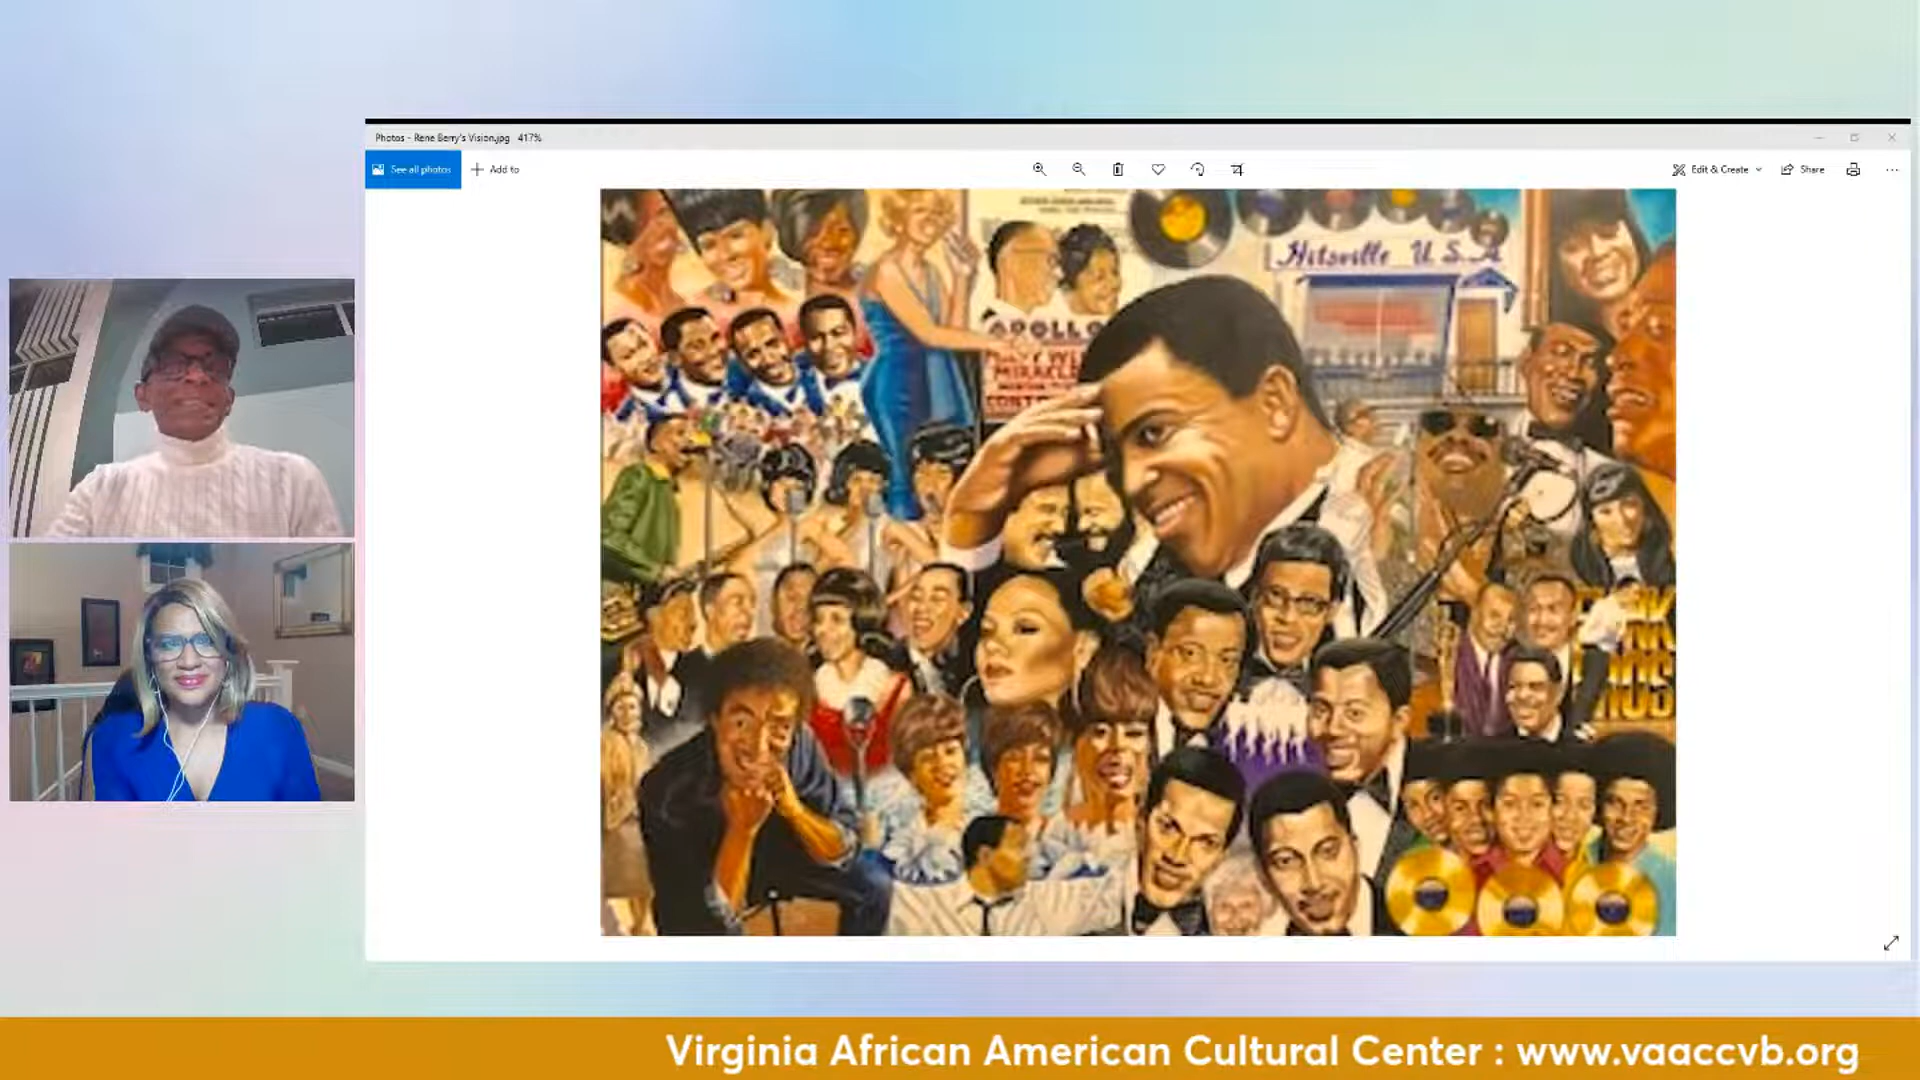 Photos - Rene Berry's Vision.jpg 417%
See all photos
Add to
Edit & Create
Share
Hitsville U.S.A
APOLLO
MIRACLE
Virginia African American Cultural Center : www.vaaccvb.org